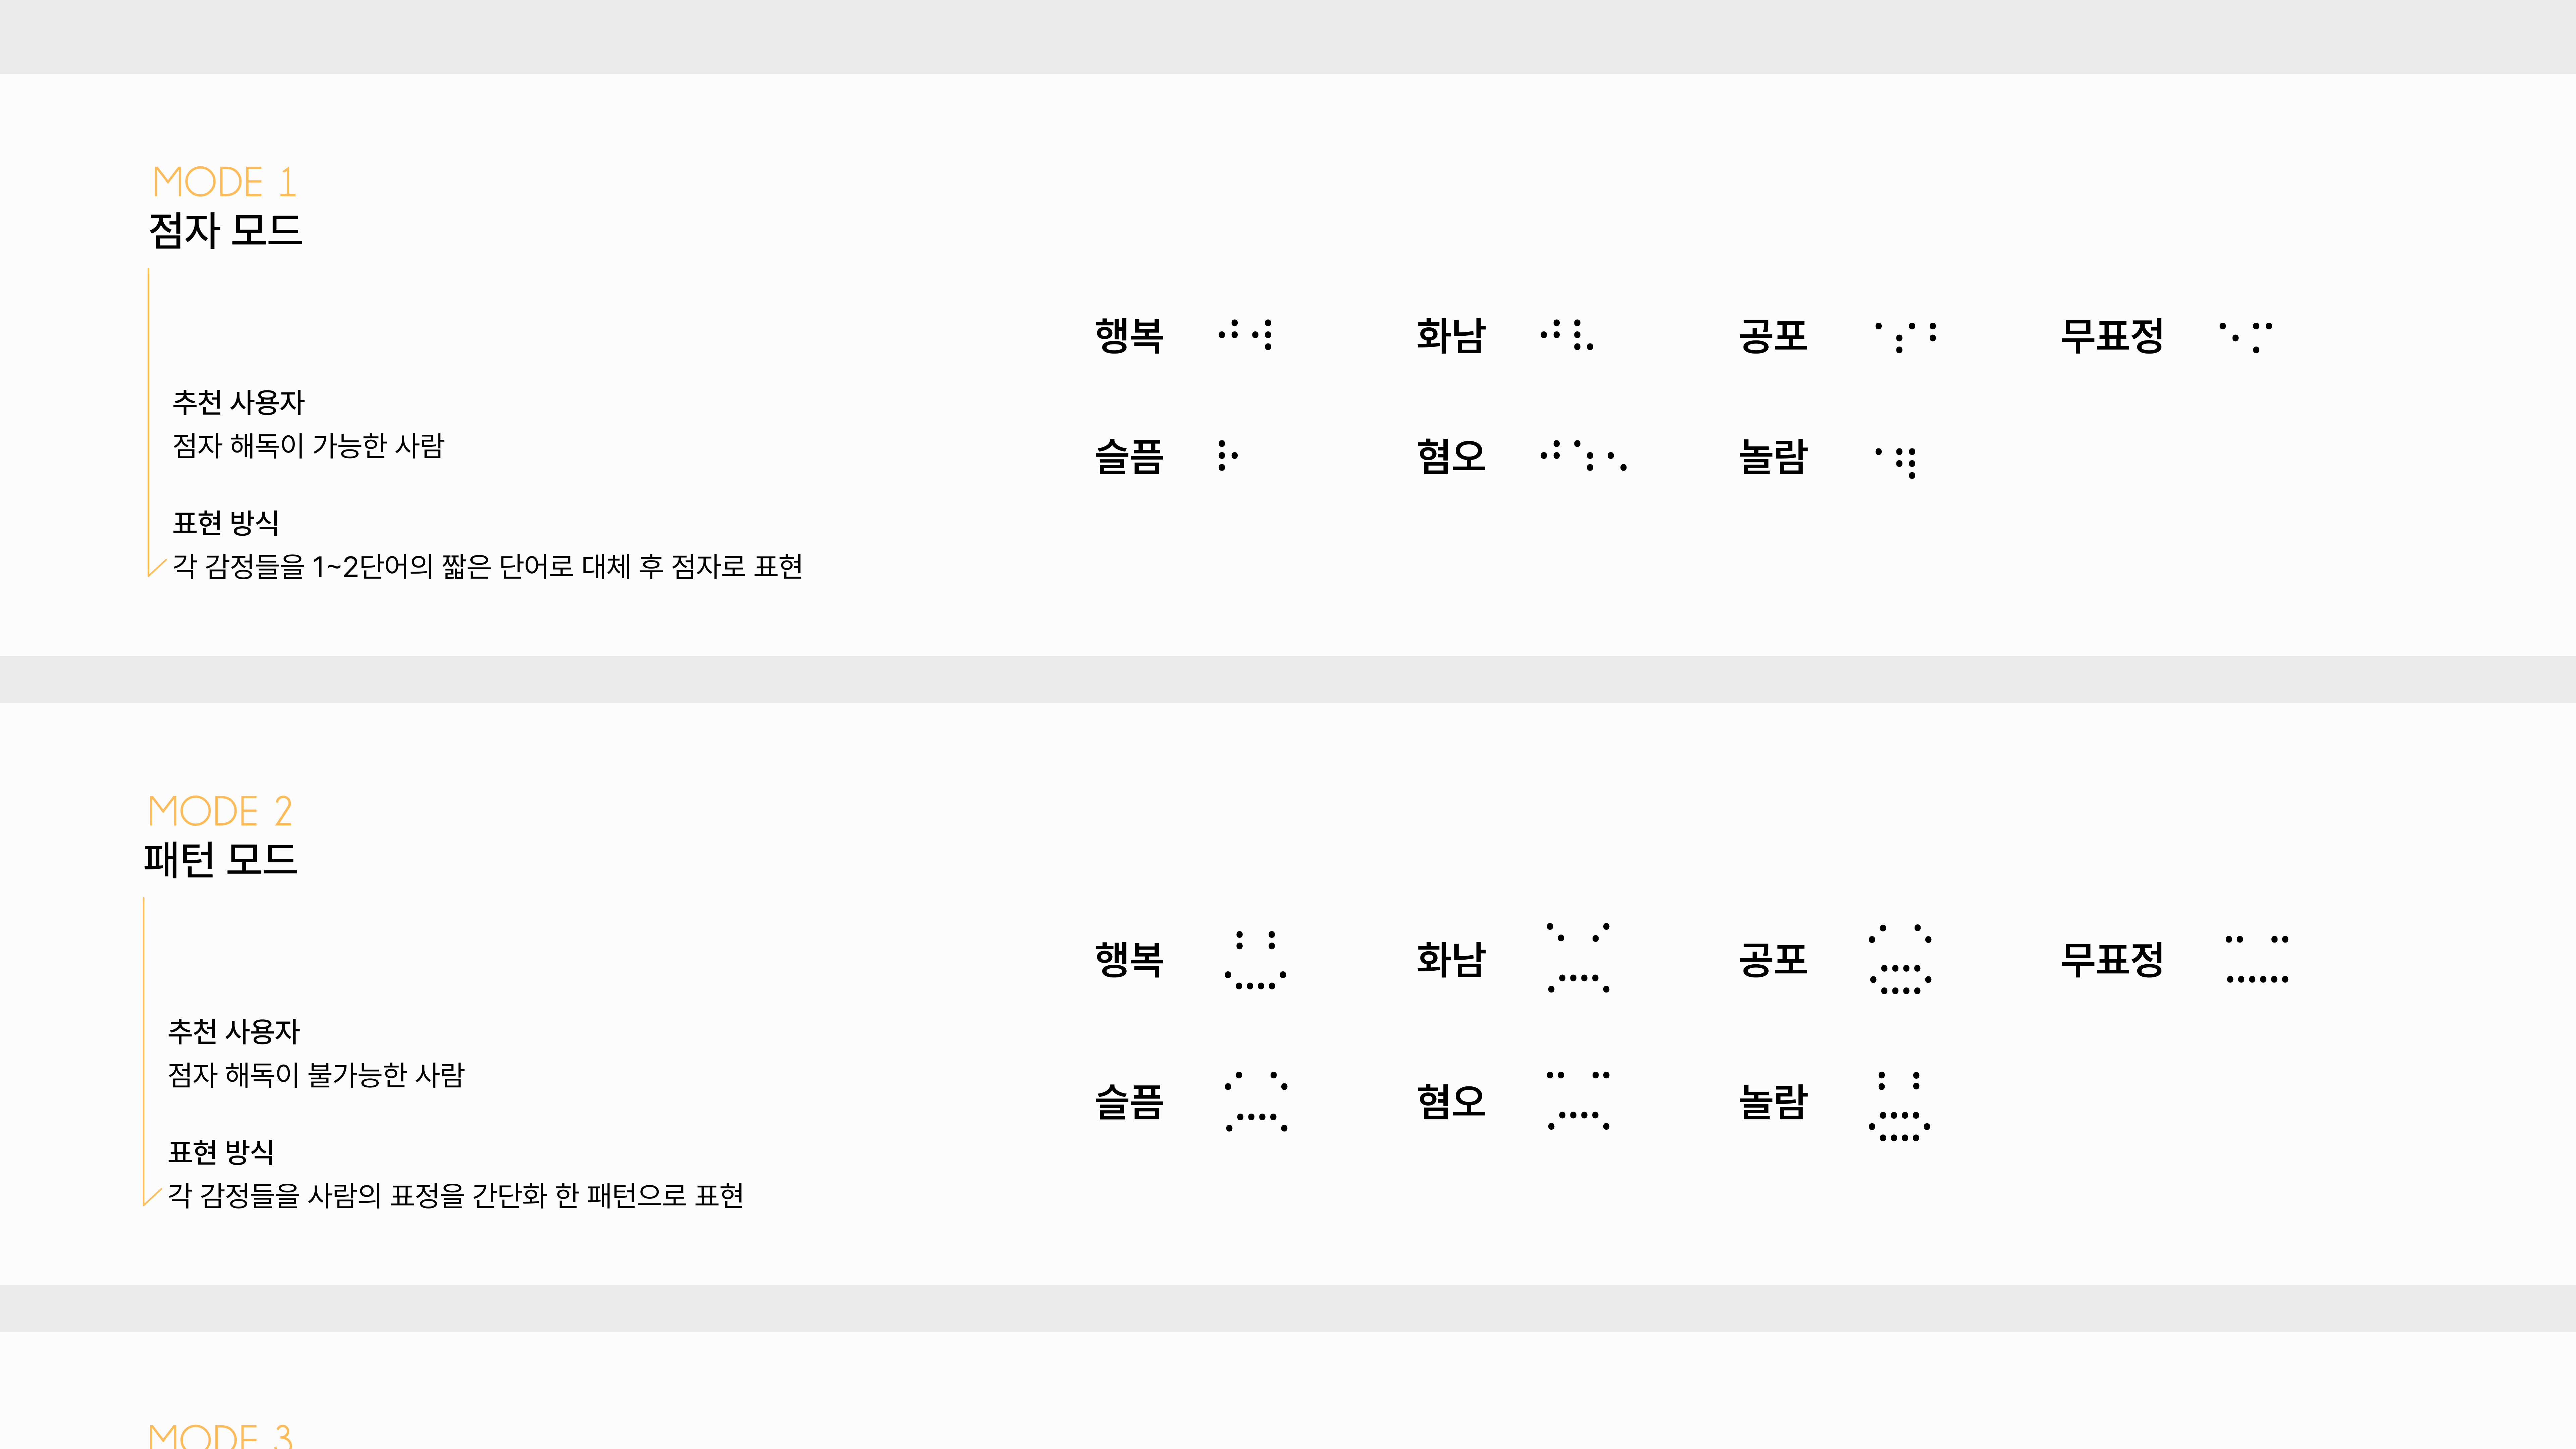 MODE 1
점자 모드
추천 사용자
점자 해독이 가능한 사람
표현 방식
각 감정들을 1~2단어의 짧은 단어로 대체 후 점자로 표현
행복 화남 공포 무표정
슬픔 혐오 놀람
MODE 2
패턴 모드
추천 사용자
점자 해독이 불가능한 사람
표현 방식
각 감정들을 사람의 표정을 간단화 한 패턴으로 표현
행복 화남 공포 무표정
슬픔 혐오 놀람
MODE 3